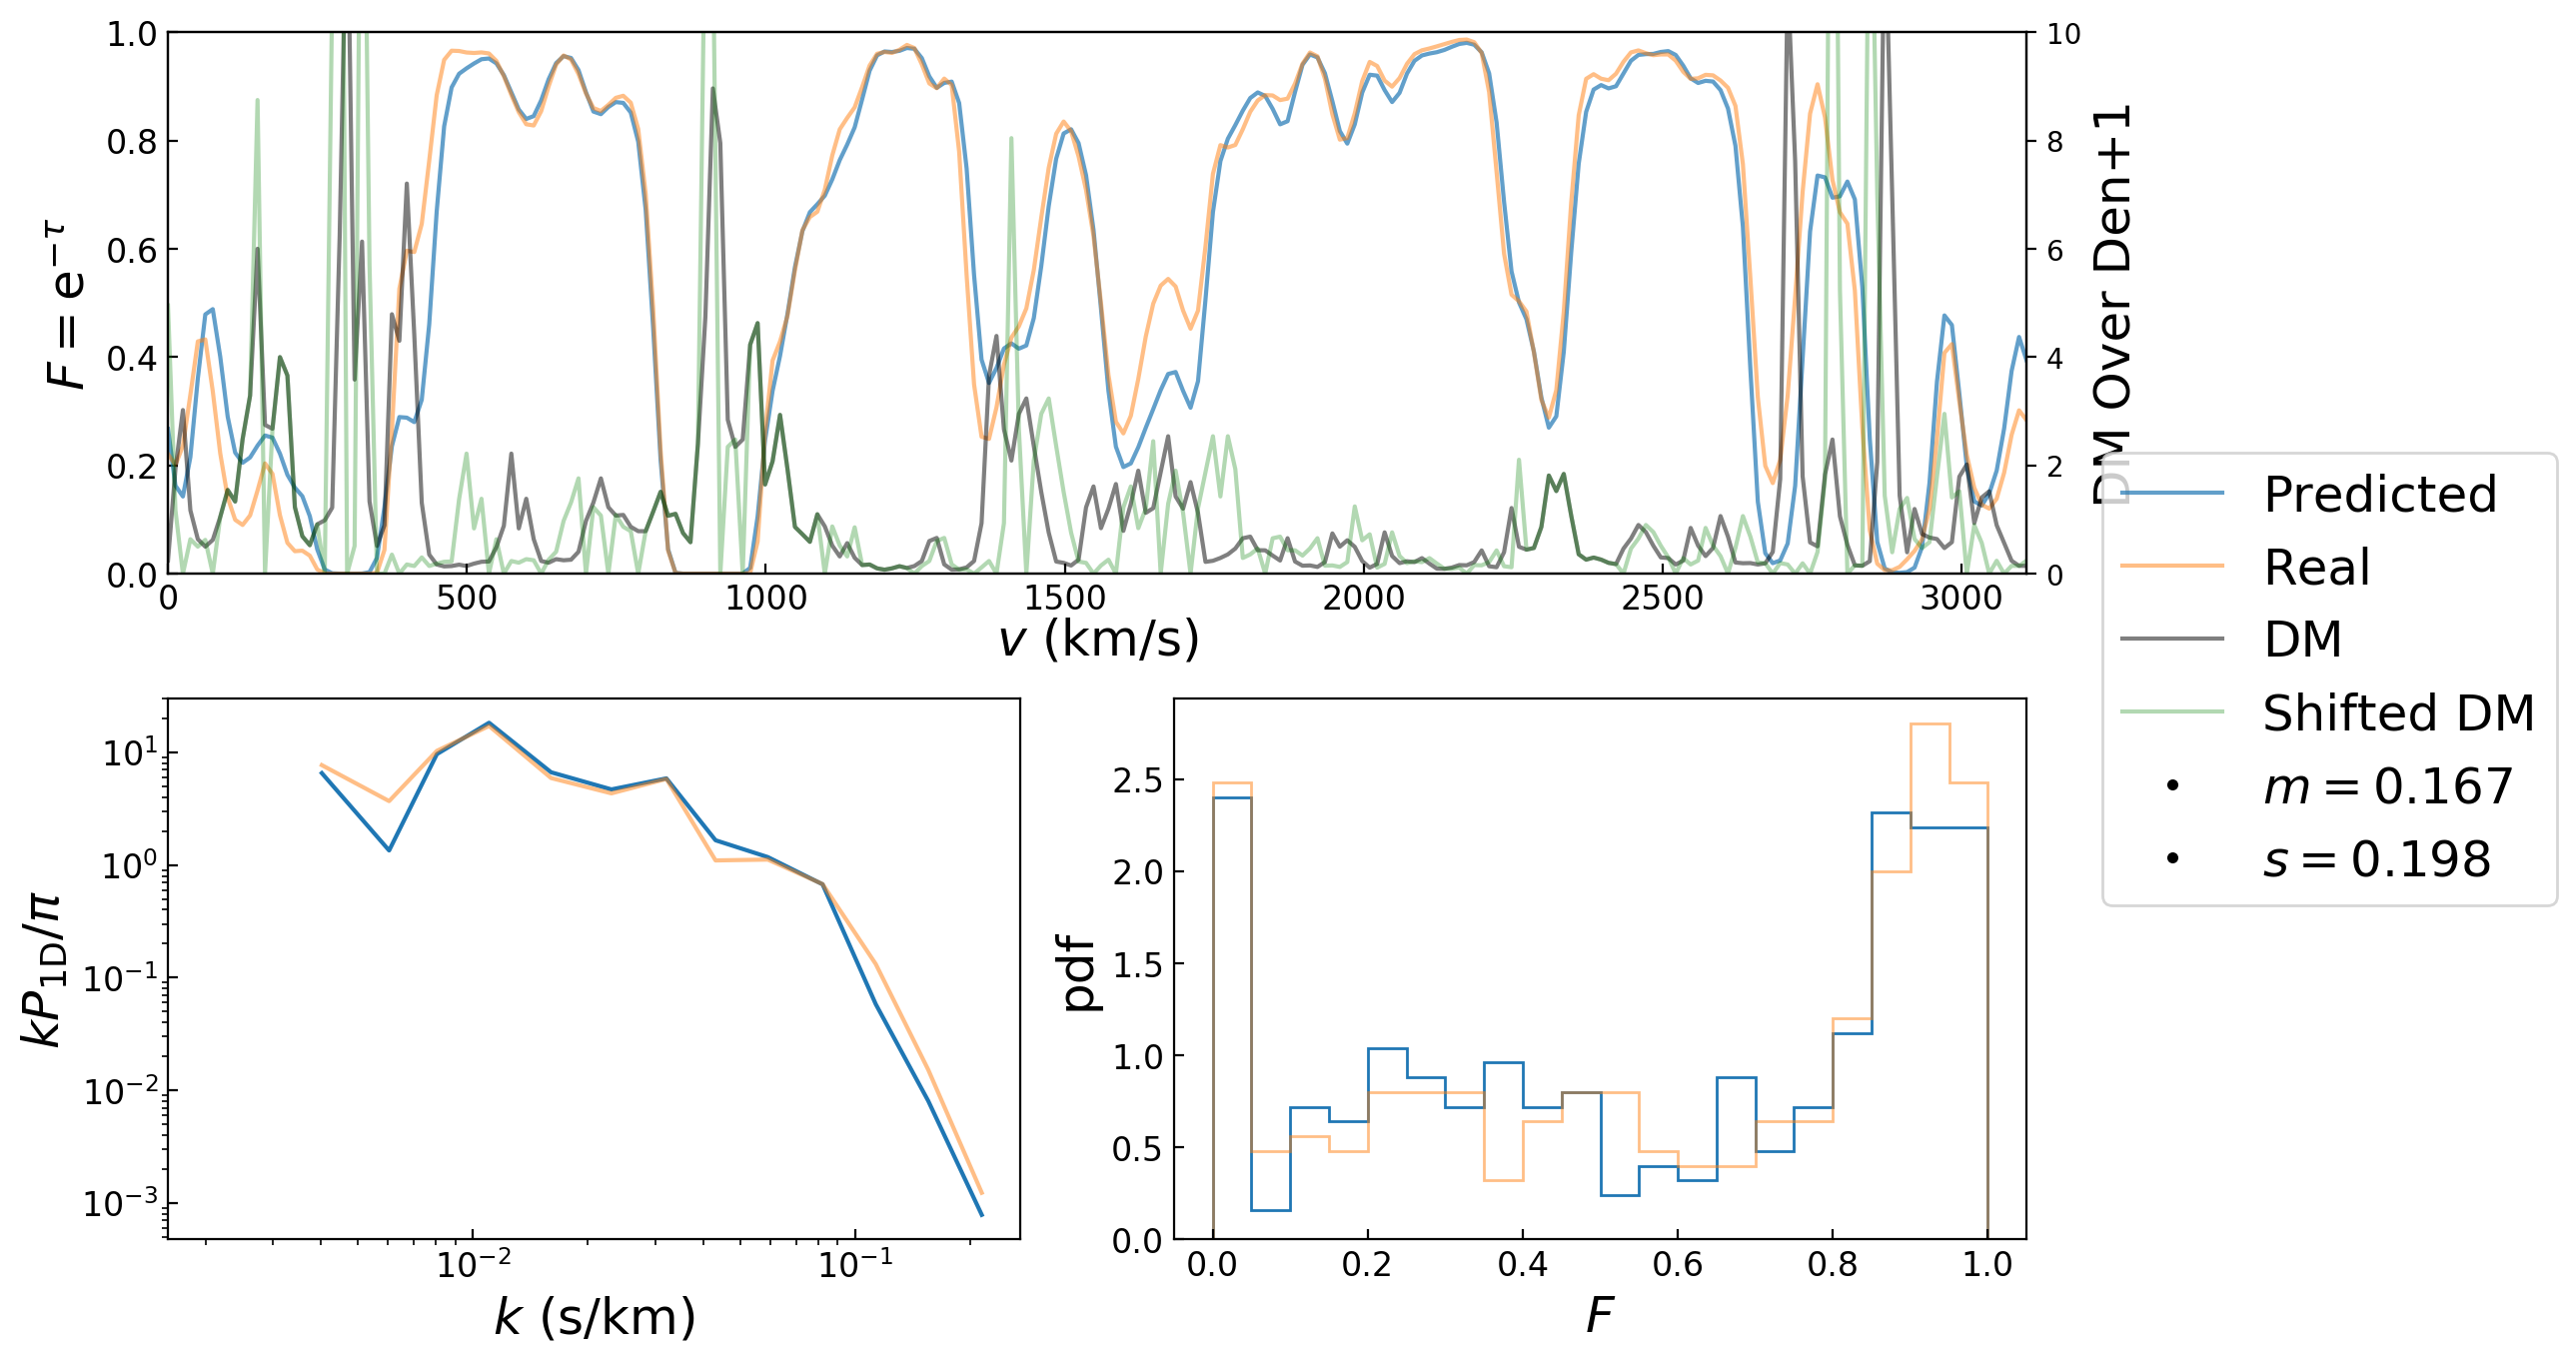 1.0
0.8
0.6
0.4
0.2
0.0
F = e^{-τ}
10
8
6
4
2
0
DM Over Den+1
0 500 1000 1500 2000 2500 3000
v (km/s)
Predicted
Real
DM
Shifted DM
m = 0.167
s = 0.198
10^1
10^0
10^{-1}
10^{-2}
10^{-3}
kP_{1D}/π
10^{-2} 10^{-1}
k (s/km)
2.5
2.0
1.5
1.0
0.5
0.0
pdf
0.0 0.2 0.4 0.6 0.8 1.0
F